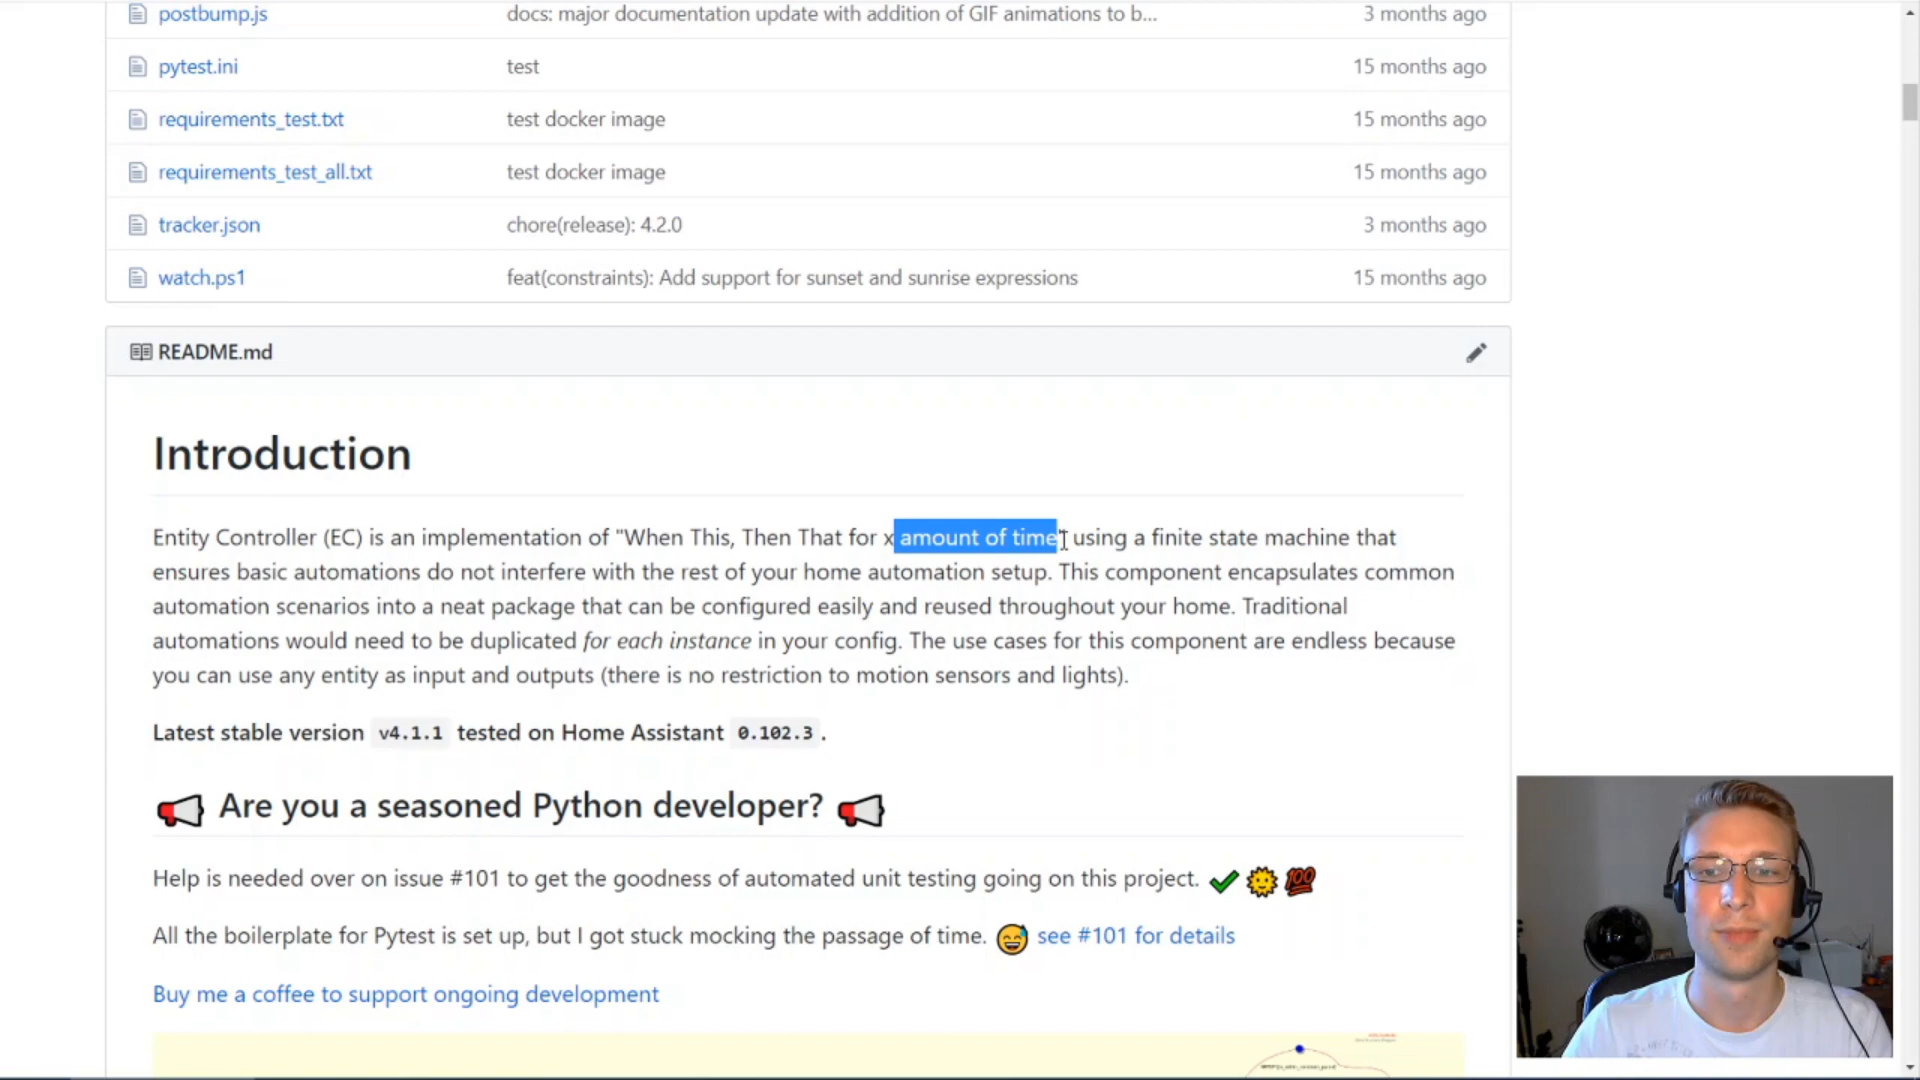 postbump.js docs: major documentation update with addition of GIF animations to b... 3 months ago
pytest.ini test 15 months ago
requirements_test.txt test docker image 15 months ago
requirements_test_all.txt test docker image 15 months ago
tracker.json chore(release): 4.2.0 3 months ago
watch.ps1 feat(constraints): Add support for sunset and sunrise expressions 15 months ago
README.md
Introduction
Entity Controller (EC) is an implementation of "When This, Then That for x amount of time" using a finite state machine that
ensures basic automations do not interfere with the rest of your home automation setup. This component encapsulates common
automation scenarios into a neat package that can be configured easily and reused throughout your home. Traditional
automations would need to be duplicated for each instance in your config. The use cases for this component are endless because
you can use any entity as input and outputs (there is no restriction to motion sensors and lights).
Latest stable version v4.1.1 tested on Home Assistant 0.102.3.
📢 Are you a seasoned Python developer? 📢
Help is needed over on issue #101 to get the goodness of automated unit testing going on this project. ✔️ 🌞 💯
All the boilerplate for Pytest is set up, but I got stuck mocking the passage of time. 😅 see #101 for details
Buy me a coffee to support ongoing development